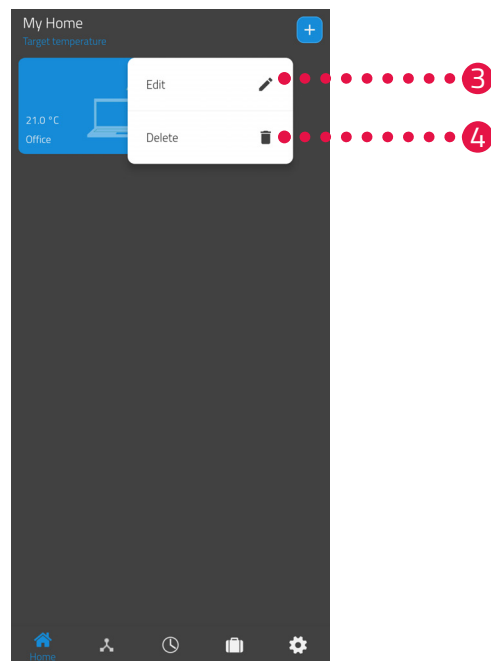 My Home
Target temperature
+
Edit
3
21.0 °C
Office
Delete
4
Home